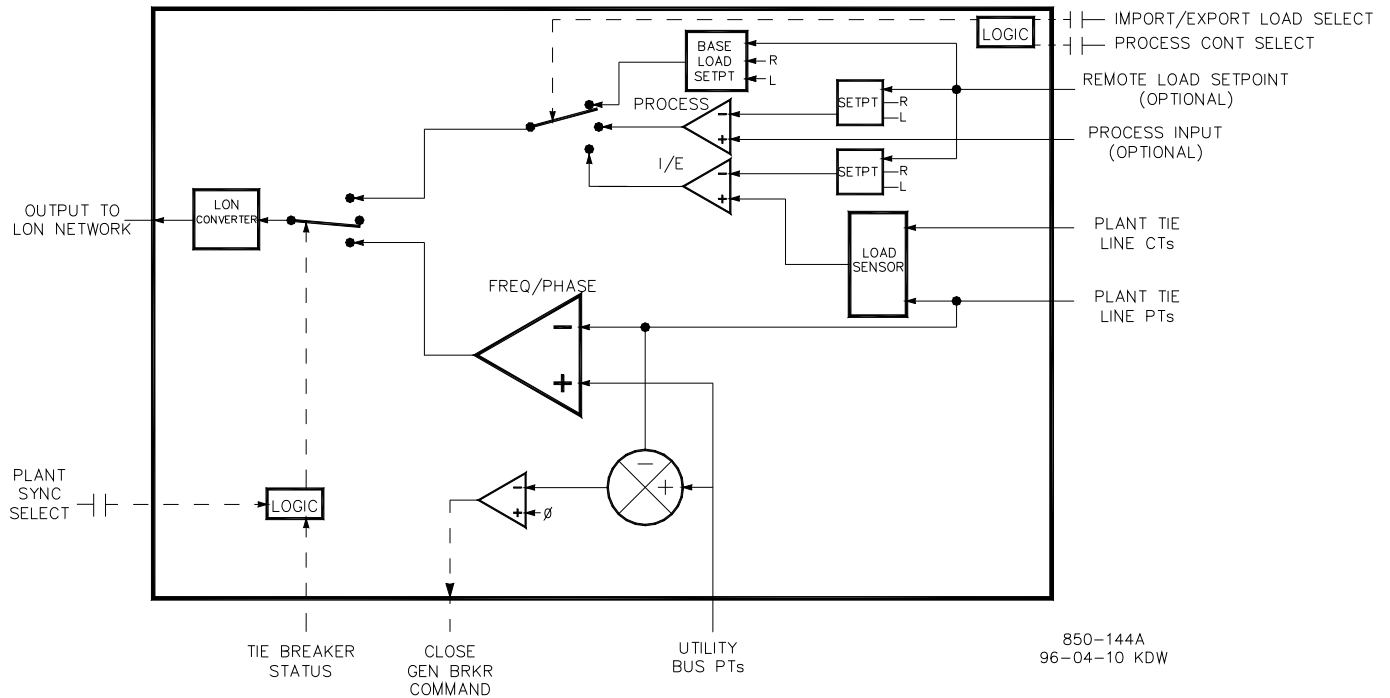 IMPORT/EXPORT LOAD SELECT
LOGIC
PROCESS CONT SELECT
BASE
LOAD
SETPT
R
L
REMOTE LOAD SETPOINT
(OPTIONAL)
PROCESS
SETPT
R
L
−
+
PROCESS INPUT
(OPTIONAL)
I/E
SETPT
R
L
−
+
OUTPUT TO
LON NETWORK
LON
CONVERTER
PLANT TIE
LINE CTs
LOAD
SENSOR
PLANT TIE
LINE PTs
FREQ/PHASE
−
+
PLANT
SYNC
SELECT
LOGIC
−
+
Ø
−
+
TIE BREAKER
STATUS
CLOSE
GEN BRKR
COMMAND
UTILITY
BUS PTs
850-144A
96-04-10 KDW